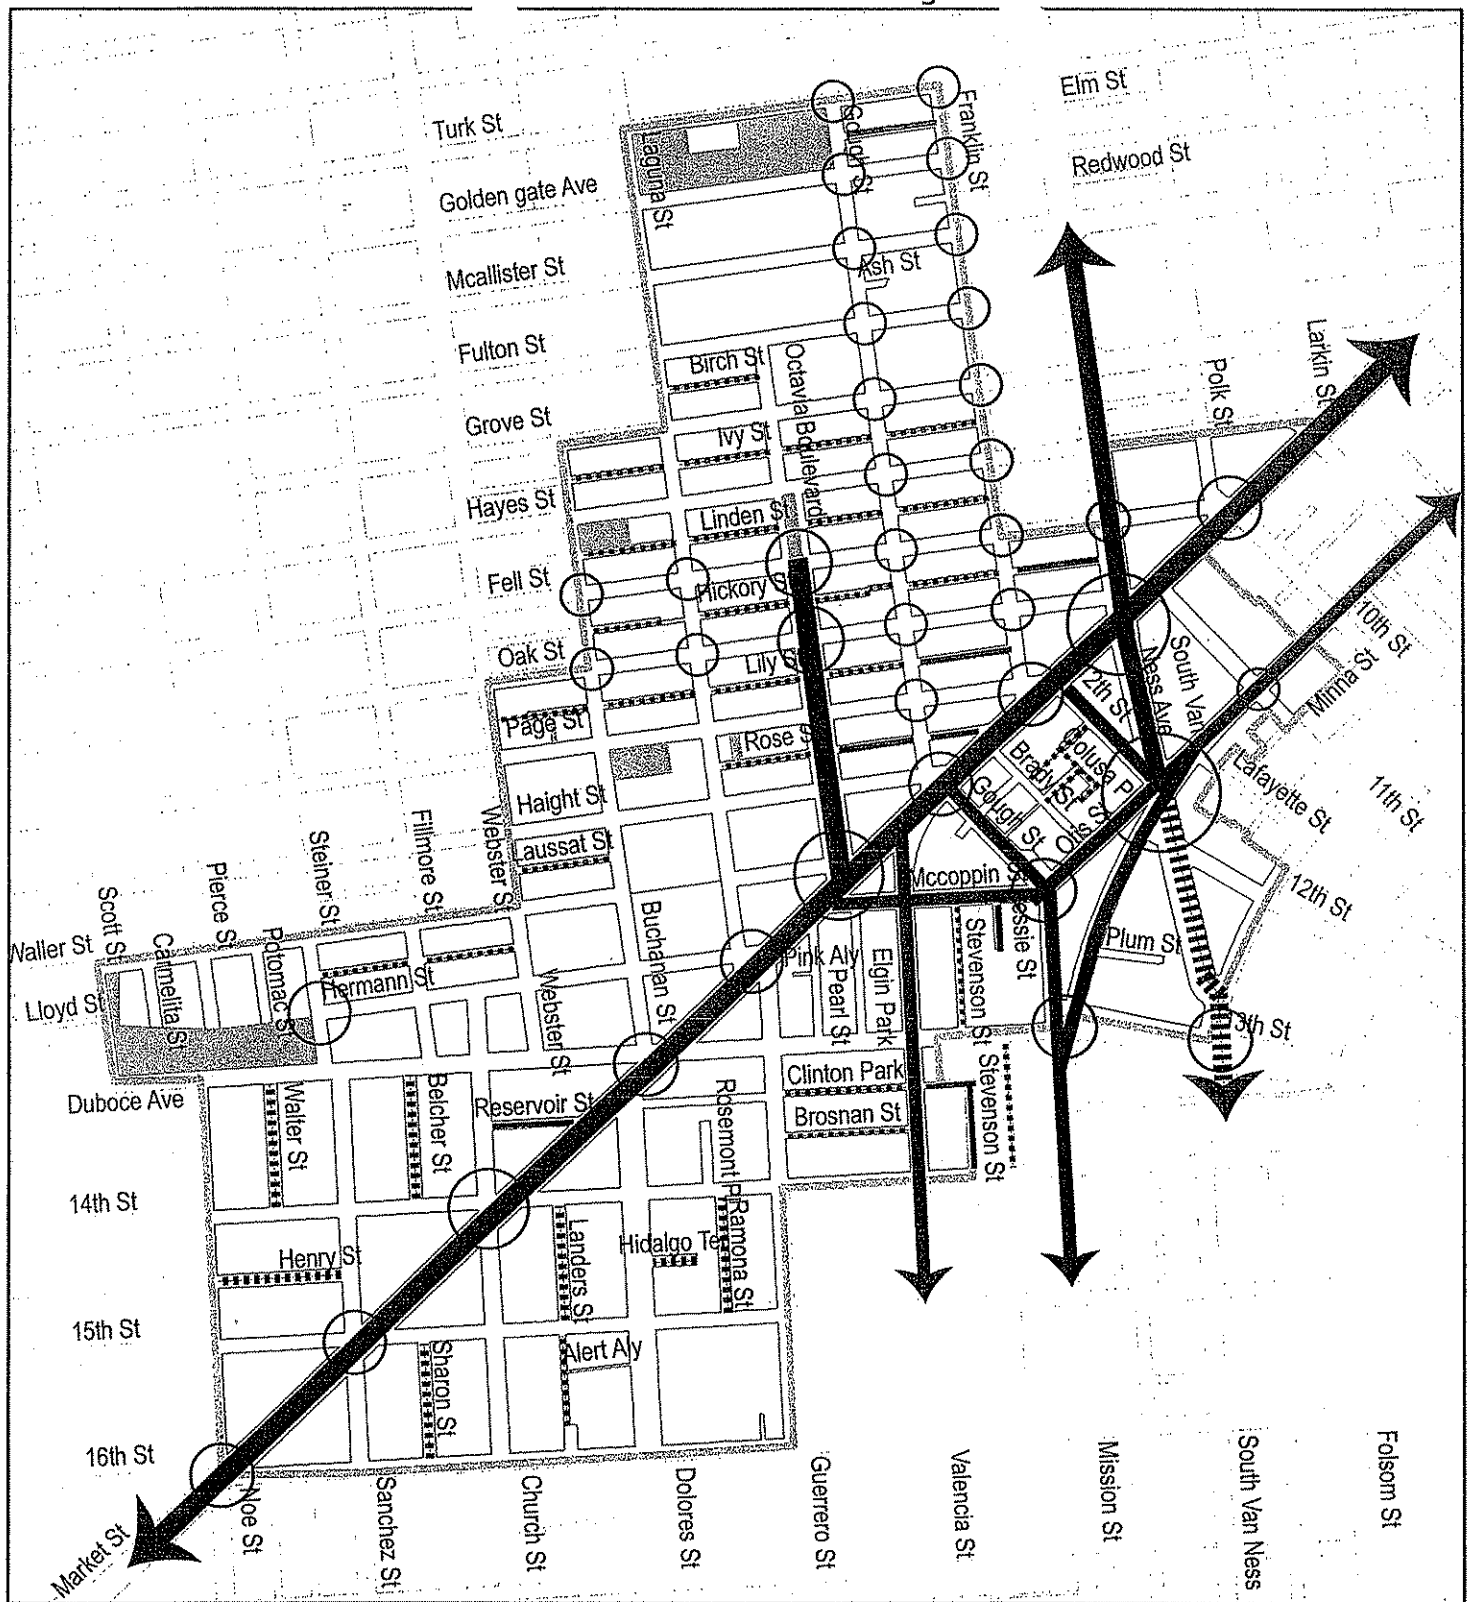 Elm St
Turk St
Franklin St
Gough St
Laguna St
Redwood St
Golden gate Ave
Mcallister St
Ash St
Fulton St
Birch St
Octavia Boulevard
Larkin St
Polk St
Grove St
Ivy St
Hayes St
Linden St
Fell St
Hickory St
10th St
Oak St
Lily St
South Van
Ness Ave
Minna St
12th St
Page St
Rose St
Colusa P
Brady St
Lafayette St
11th St
Haight St
Gough St
Otis St
Laussat St
Webster St
Fillmore St
Steiner St
Pierce St
Scott St
Mccoppin St
12th St
Jessie St
Waller St
Carmelita St
Potomac St
Buchanan St
Stevenson St
Plum St
Hermann St
Pink Aly
Pearl St
Elgin Park
Lloyd St
Webster St
13th St
Clinton Park
Stevenson St
Duboce Ave
Walter St
Belcher St
Reservoir St
Rosemont Pl
Brosnan St
14th St
Henry St
Landers St
Hidalgo Te
Ramona St
15th St
Sharon St
Alert Aly
16th St
Market St
Noe St
Sanchez St
Church St
Dolores St
Guerrero St
Valencia St
Mission St
South Van Ness
Folsom St